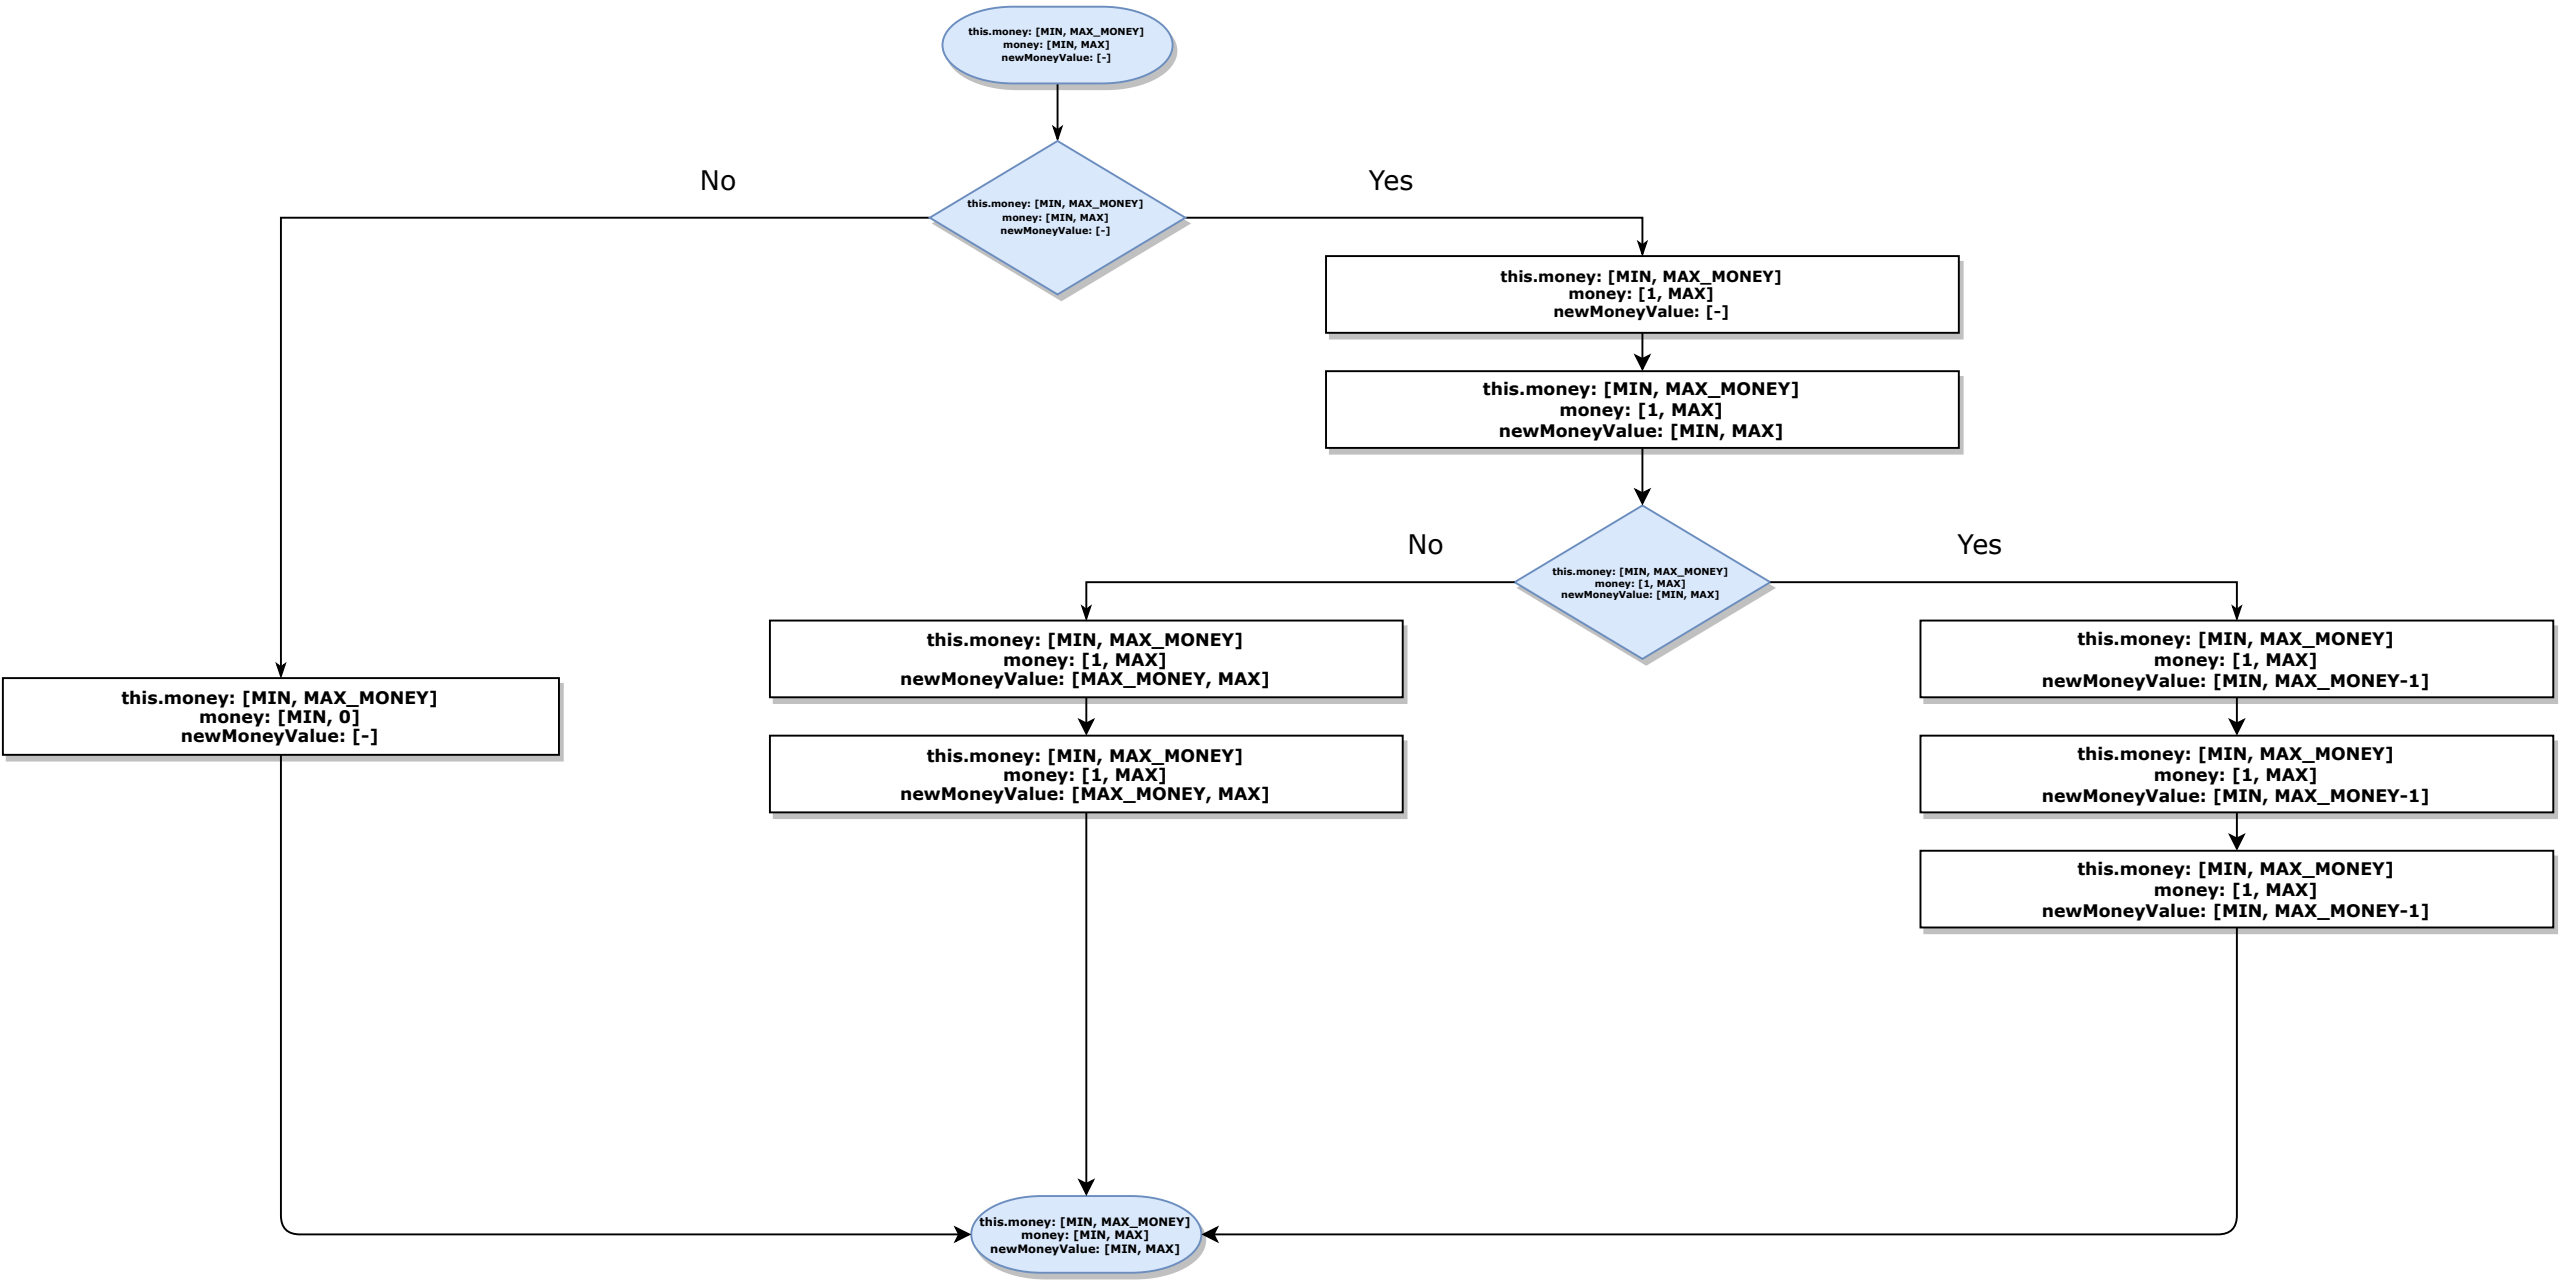 this.money: [MIN, MAX_MONEY]
money: [MIN, MAX]
newMoneyValue: [-]
No
Yes
this.money: [MIN, MAX_MONEY]
money: [MIN, MAX]
newMoneyValue: [-]
this.money: [MIN, MAX_MONEY]
money: [1, MAX]
newMoneyValue: [-]
this.money: [MIN, MAX_MONEY]
money: [1, MAX]
newMoneyValue: [MIN, MAX]
No
Yes
this.money: [MIN, MAX_MONEY]
money: [1, MAX]
newMoneyValue: [MIN, MAX]
this.money: [MIN, MAX_MONEY]
money: [MIN, 0]
newMoneyValue: [-]
this.money: [MIN, MAX_MONEY]
money: [1, MAX]
newMoneyValue: [MAX_MONEY, MAX]
this.money: [MIN, MAX_MONEY]
money: [1, MAX]
newMoneyValue: [MAX_MONEY, MAX]
this.money: [MIN, MAX_MONEY]
money: [1, MAX]
newMoneyValue: [MIN, MAX_MONEY-1]
this.money: [MIN, MAX_MONEY]
money: [1, MAX]
newMoneyValue: [MIN, MAX_MONEY-1]
this.money: [MIN, MAX_MONEY]
money: [1, MAX]
newMoneyValue: [MIN, MAX_MONEY-1]
this.money: [MIN, MAX_MONEY]
money: [MIN, MAX]
newMoneyValue: [MIN, MAX]